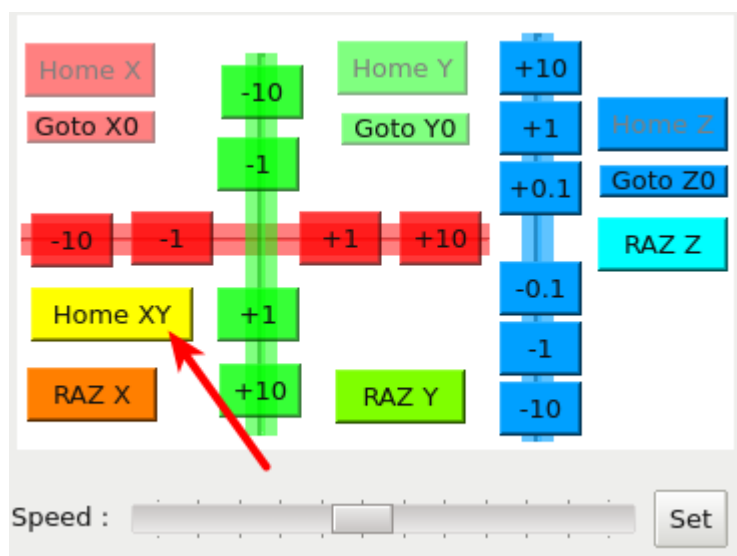 Home X
Home Y
+10
-10
Goto X0
Goto Y0
+1
Home Z
-1
+0.1
Goto Z0
-10
-1
+1
+10
RAZ Z
-0.1
Home XY
+1
-1
RAZ X
+10
RAZ Y
-10
Speed :
Set